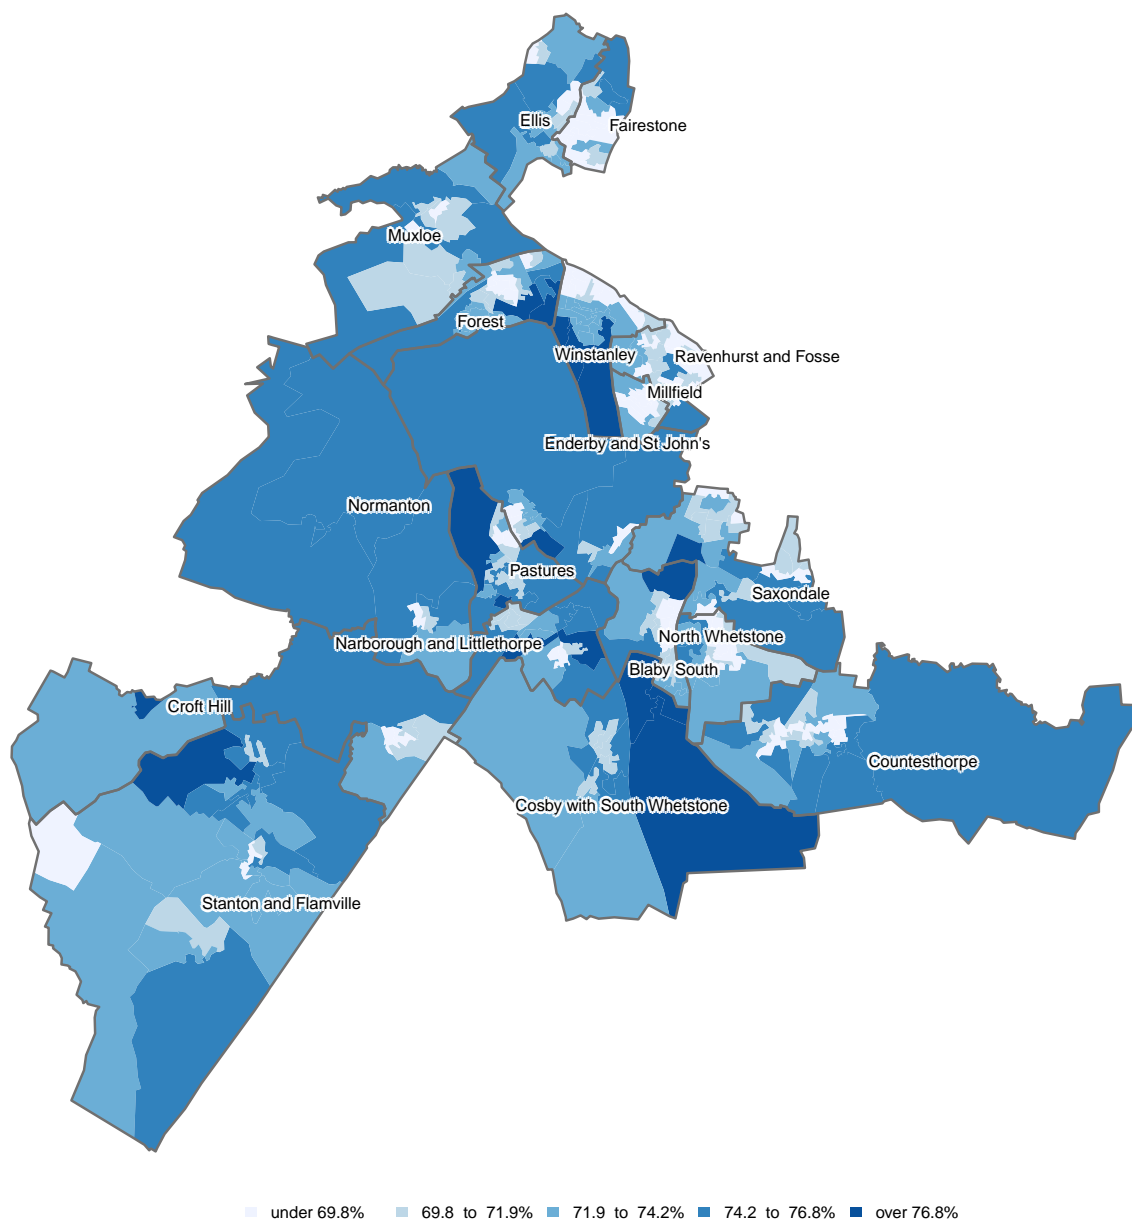 Ellis
Fairestone
Muxloe
Forest
Winstanley
Ravenhurst and Fosse
Millfield
Enderby and St John's
Normanton
Pastures
Saxondale
Narborough and Littlethorpe
North Whetstone
Blaby South
Croft Hill
Countesthorpe
Cosby with South Whetstone
Stanton and Flamville
under 69.8% 69.8 to 71.9% 71.9 to 74.2% 74.2 to 76.8% over 76.8%